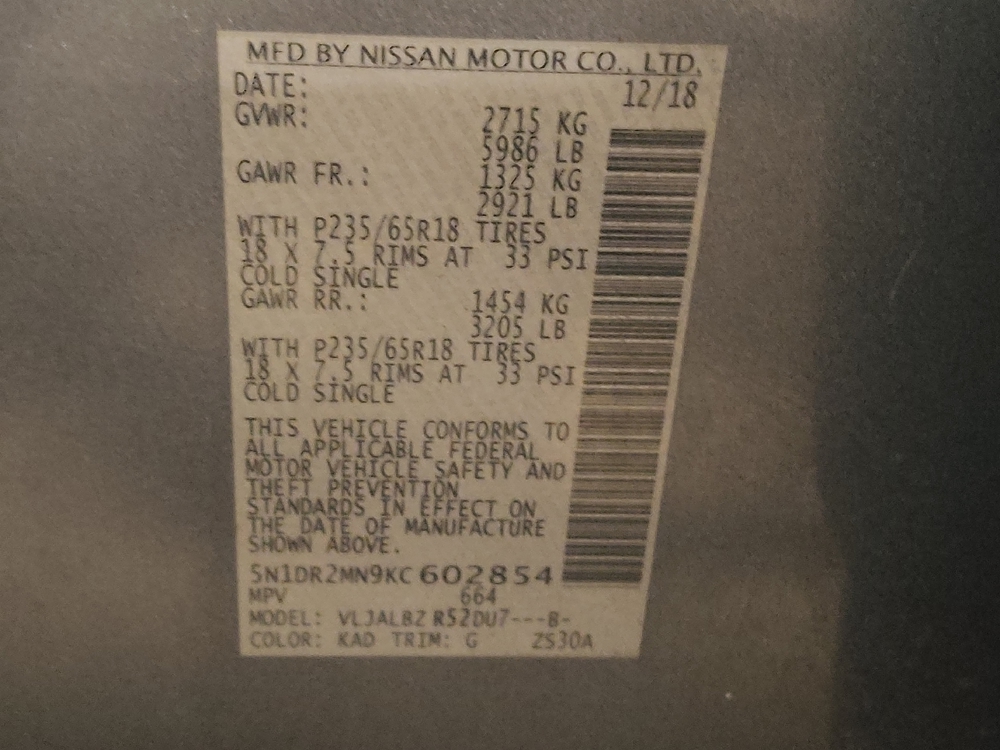 MFD BY NISSAN MOTOR CO., LTD.
DATE: 12/18
GVWR: 2715 KG
5986 LB
GAWR FR.: 1325 KG
2921 LB
WITH P235/65R18 TIRES
18 X 7.5 RIMS AT 33 PSI
COLD SINGLE
GAWR RR.: 1454 KG
3205 LB
WITH P235/65R18 TIRES
18 X 7.5 RIMS AT 33 PSI
COLD SINGLE
THIS VEHICLE CONFORMS TO
ALL APPLICABLE FEDERAL
MOTOR VEHICLE SAFETY AND
THEFT PREVENTION
STANDARDS IN EFFECT ON
THE DATE OF MANUFACTURE
SHOWN ABOVE.
5N1DR2MN9KC602854
MPV 664
MODEL: VLJALBZ R52DU7---B-
COLOR: KAD TRIM: G ZS30A